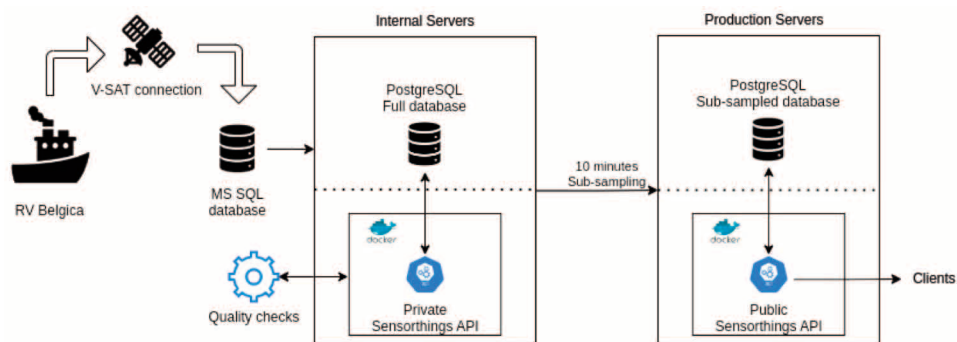 Internal Servers
Production Servers
V-SAT connection
PostgreSQL
Full database
PostgreSQL
Sub-sampled database
10 minutes
Sub-sampling
RV Belgica
MS SQL
database
docker
docker
Quality checks
Private
Sensorthings API
Public
Sensorthings API
Clients